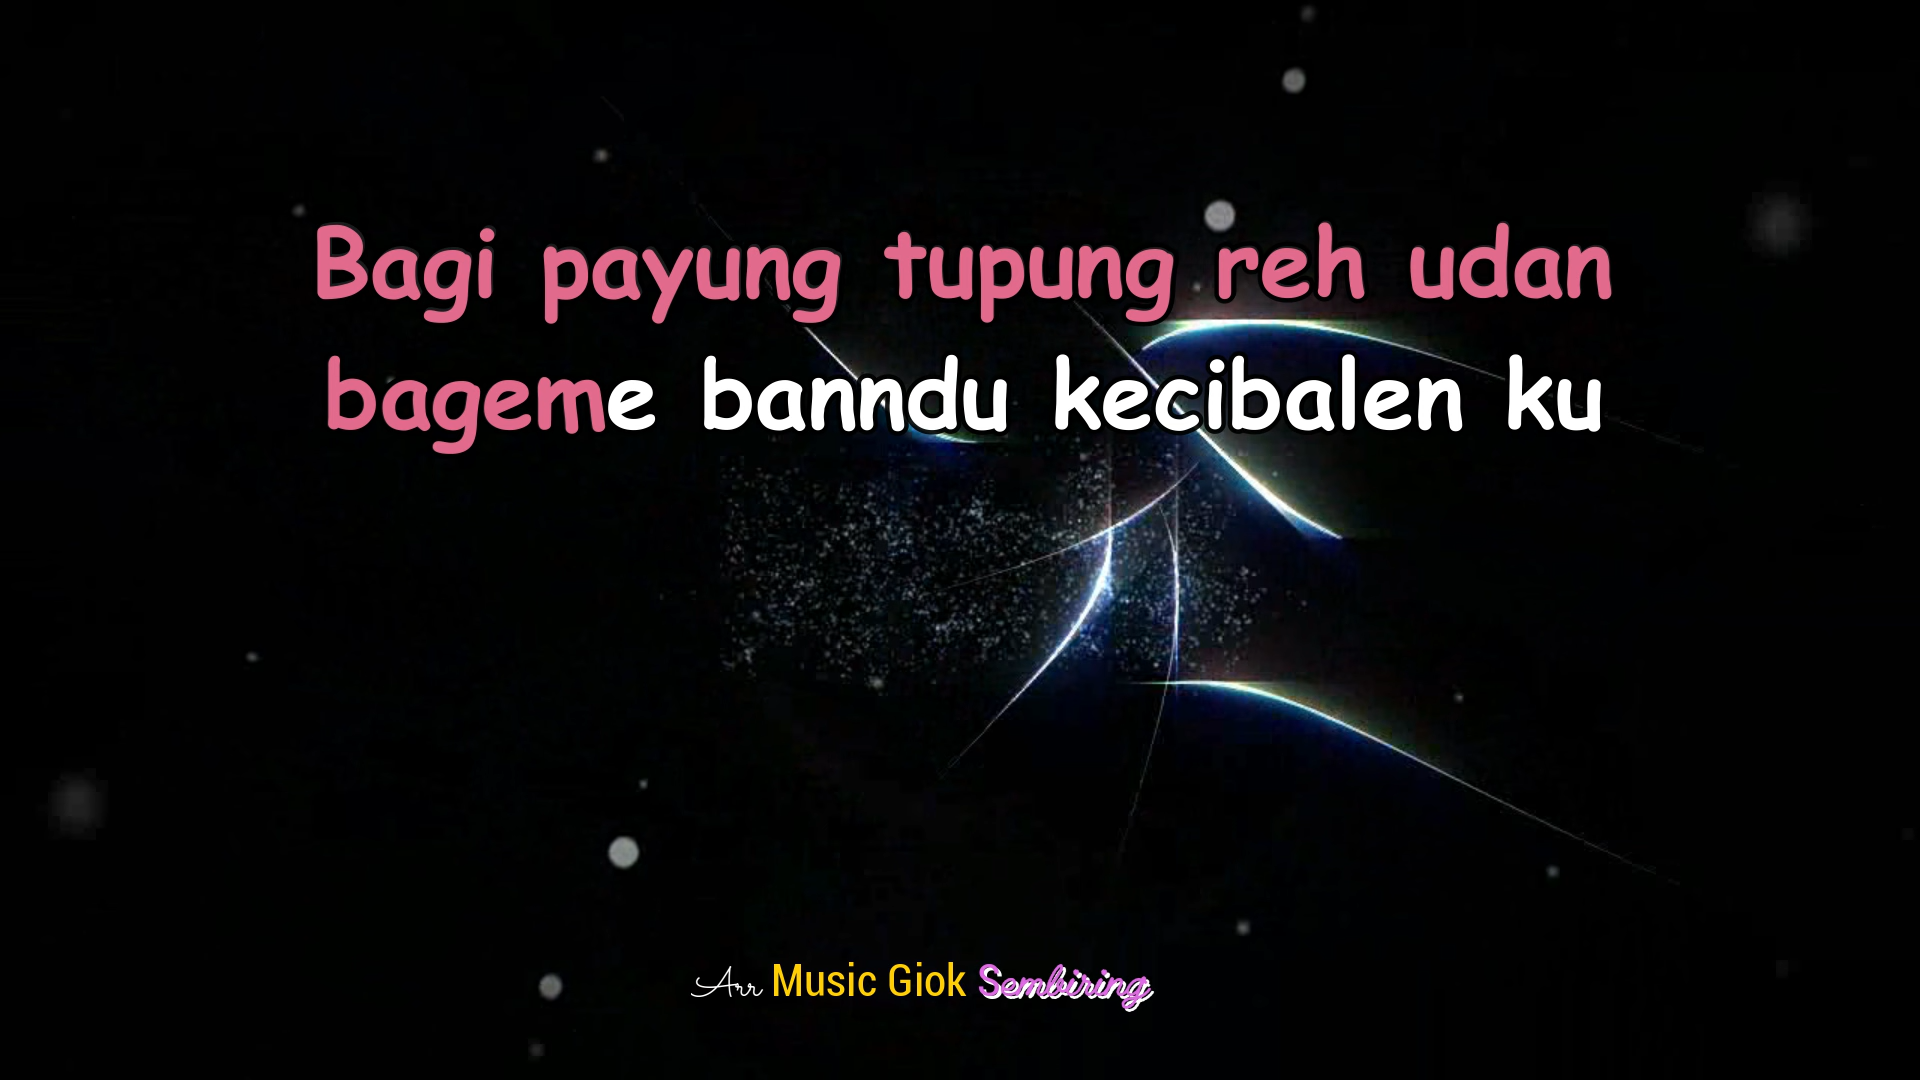 Bagi payung tupung reh udan
bageme banndu kecibalen ku
Arr Music Giok Sembiring